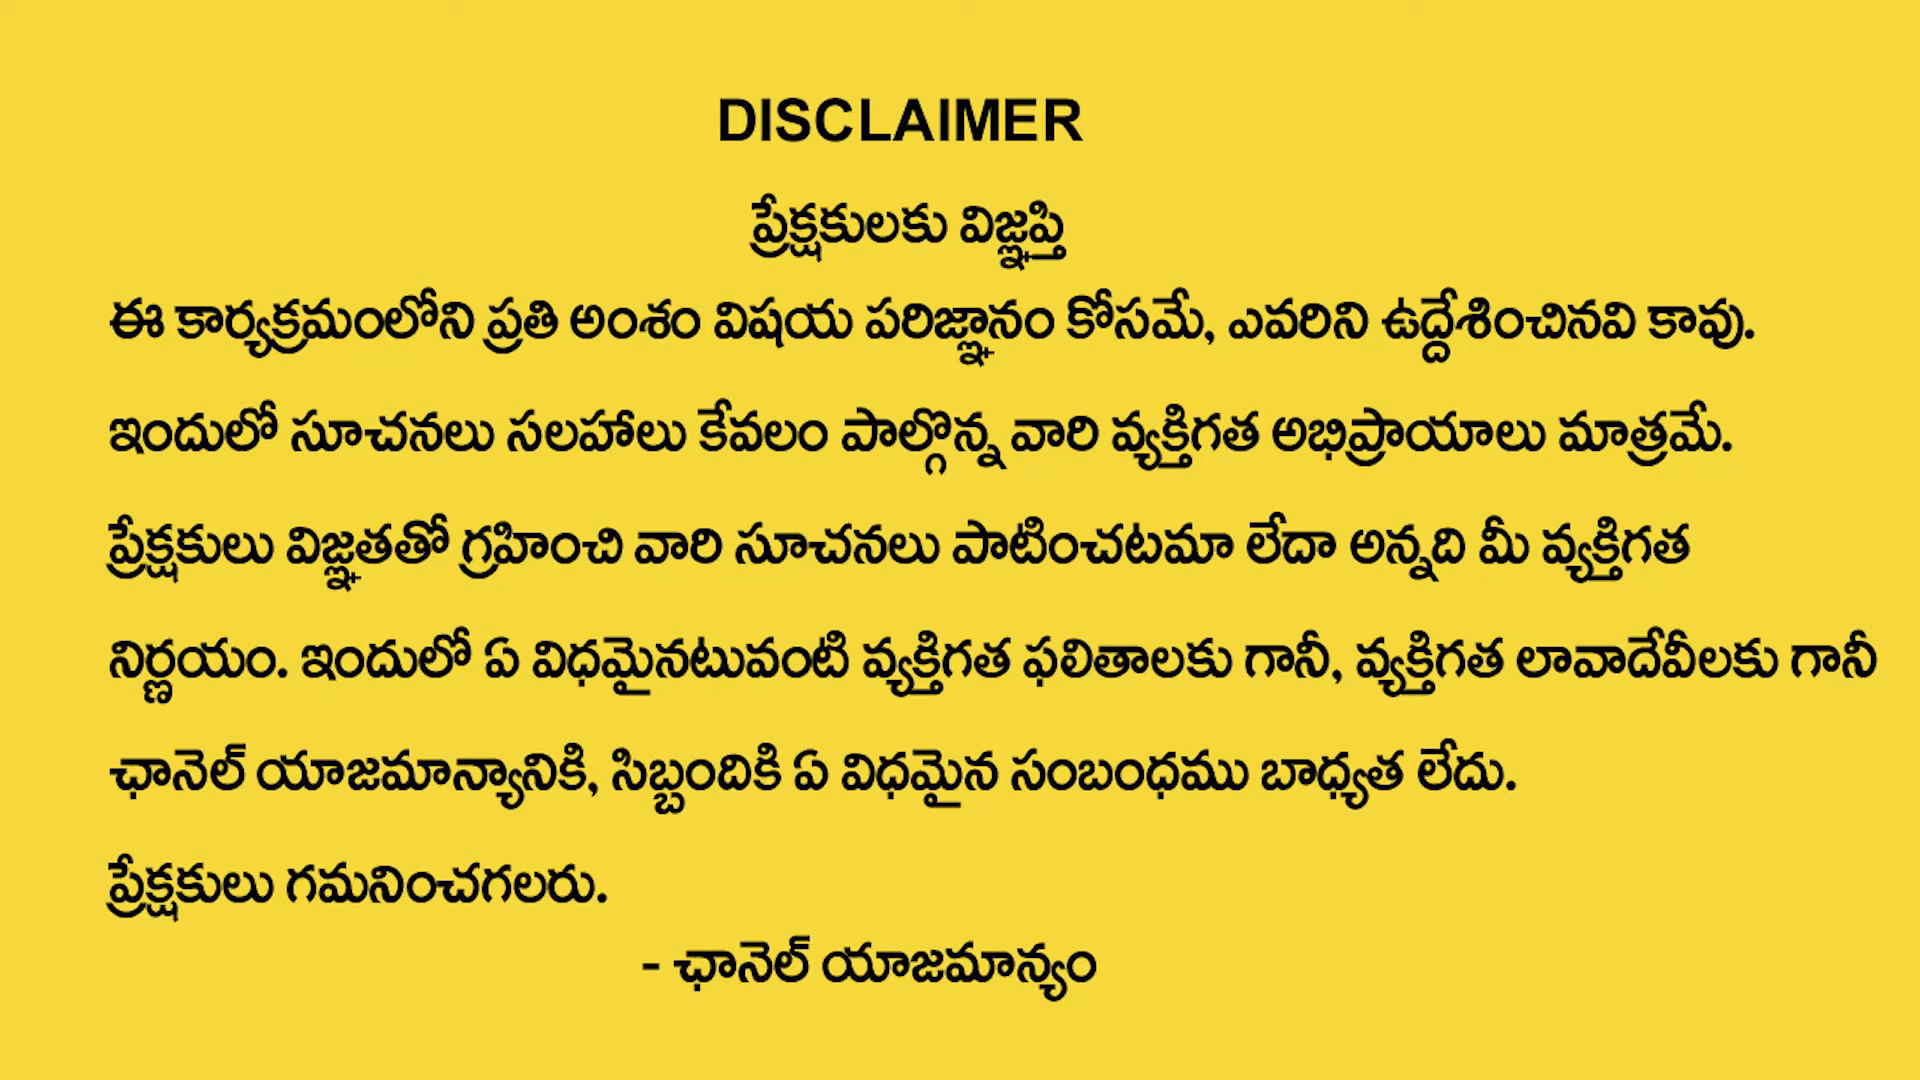 DISCLAIMER
ప్రేక్షకులకు విజ్ఞప్తి
ఈ కార్యక్రమంలోని ప్రతి అంశం విషయ పరిజ్ఞానం కోసమే, ఎవరిని ఉద్దేశించినవి కావు.
ఇందులో సూచనలు సలహాలు కేవలం పాల్గొన్న వారి వ్యక్తిగత అభిప్రాయాలు మాత్రమే.
ప్రేక్షకులు విజ్ఞతతో గ్రహించి వారి సూచనలు పాటించటమా లేదా అన్నది మీ వ్యక్తిగత
నిర్ణయం. ఇందులో ఏ విధమైనటువంటి వ్యక్తిగత ఫలితాలకు గానీ, వ్యక్తిగత లావాదేవీలకు గానీ
ఛానెల్ యాజమాన్యానికి, సిబ్బందికి ఏ విధమైన సంబంధము బాధ్యత లేదు.
ప్రేక్షకులు గమనించగలరు.
- ఛానెల్ యాజమాన్యం